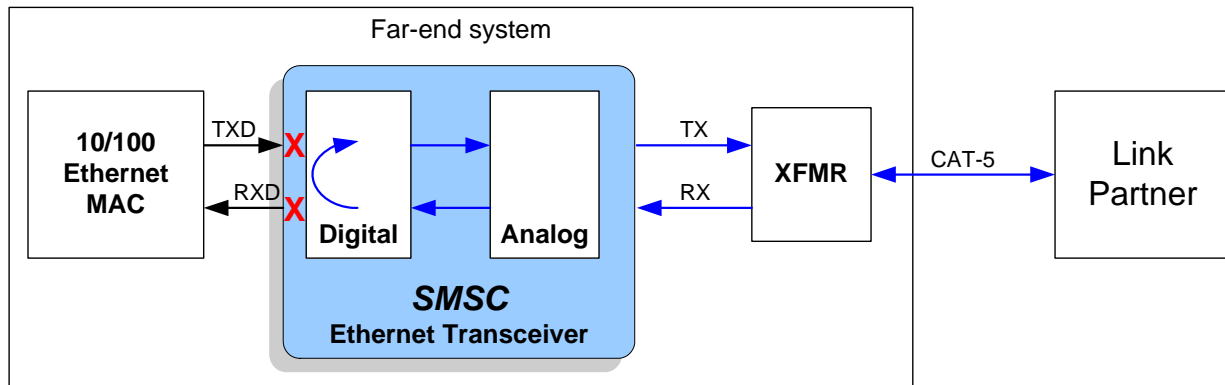 Far-end system
10/100
Ethernet
MAC
TXD
RXD
X
X
Digital
Analog
SMSC
Ethernet Transceiver
TX
RX
XFMR
CAT-5
Link
Partner